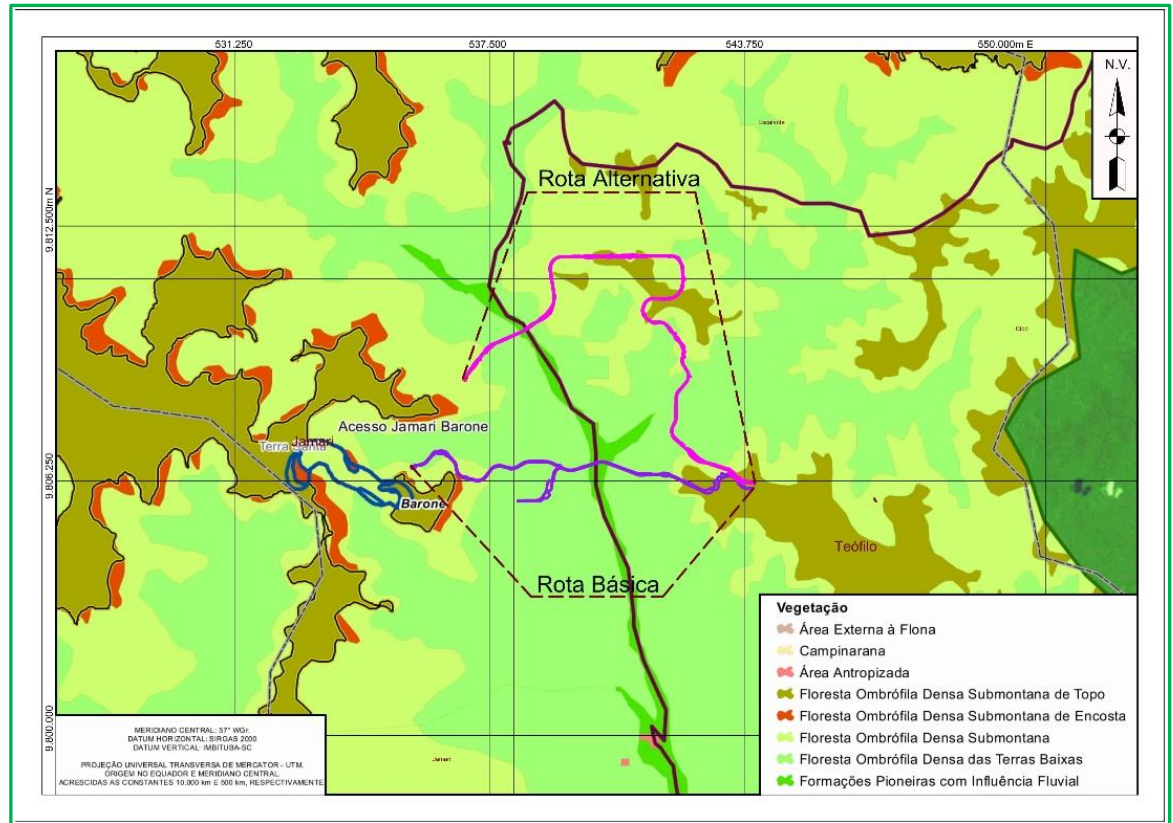 531.250
537.500
543.750
550.000m E
N.V.
Rota Alternativa
9.812.500m N
Acesso Jamari Barone
Jamari
Terra Santa
9.806.250
Barone
Teófilo
Rota Básica
Vegetação
Área Externa à Flona
Campinarana
Área Antropizada
Floresta Ombrófila Densa Submontana de Topo
Floresta Ombrófila Densa Submontana de Encosta
Floresta Ombrófila Densa Submontana
Floresta Ombrófila Densa das Terras Baixas
Formações Pioneiras com Influência Fluvial
9.800.000
MERIDIANO CENTRAL: 57° WGr.
DATUM HORIZONTAL: SIRGAS 2000
DATUM VERTICAL: IMBITUBA-SC
PROJEÇÃO UNIVERSAL TRANSVERSA DE MERCATOR - UTM.
ORIGEM NO EQUADOR E MERIDIANO CENTRAL
ACRESCIDAS AS CONSTANTES 10.000 km E 500 km, RESPECTIVAMENTE
Jamari